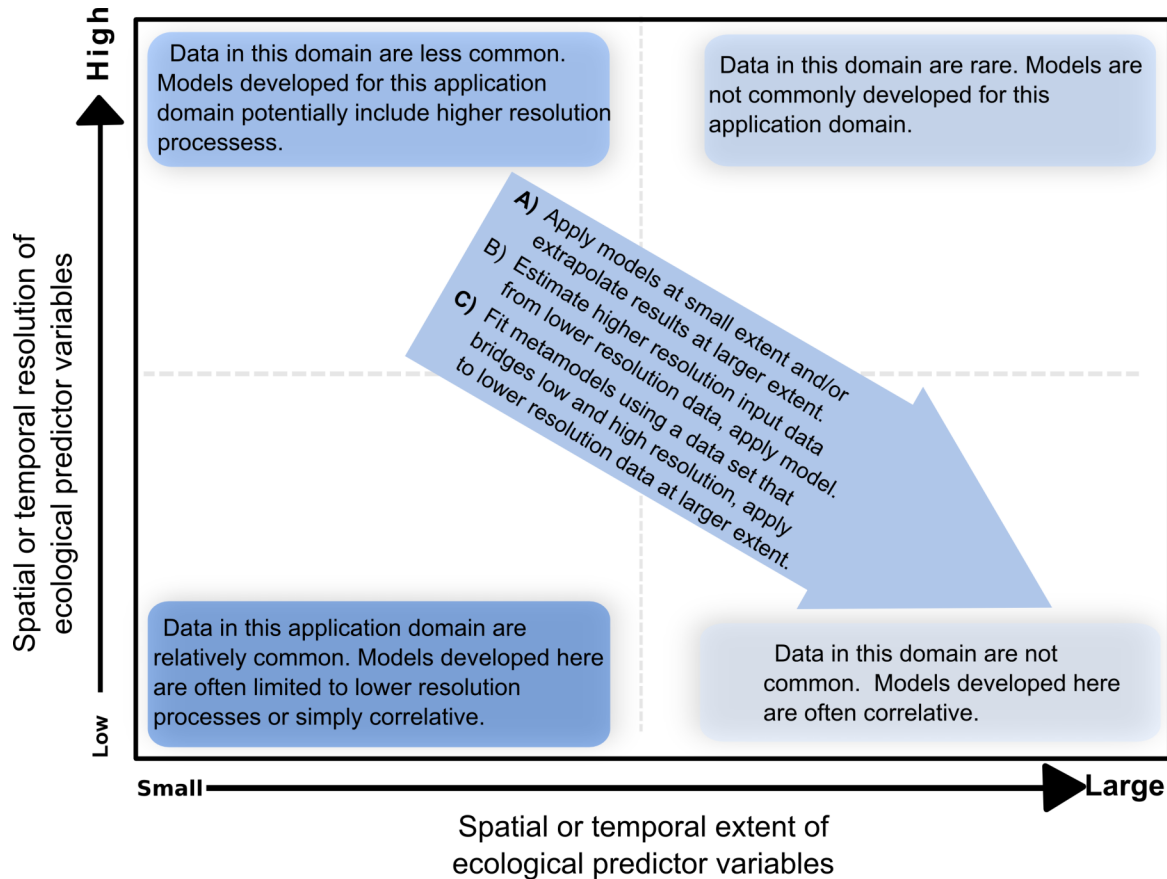 High
Data in this domain are less common.
Models developed for this application
domain potentially include higher resolution
processess.
Data in this domain are rare. Models are
not commonly developed for this
application domain.
Spatial or temporal resolution of
ecological predictor variables
A) Apply models at small extent and/or
extrapolate results at larger extent.
B) Estimate higher resolution input data
from lower resolution data, apply model.
C) Fit metamodels using a data set that
bridges low and high resolution, apply
to lower resolution data at larger extent.
Data in this application domain are
relatively common. Models developed here
are often limited to lower resolution
processes or simply correlative.
Data in this domain are not
common. Models developed here
are often correlative.
Low
Small
Large
Spatial or temporal extent of
ecological predictor variables